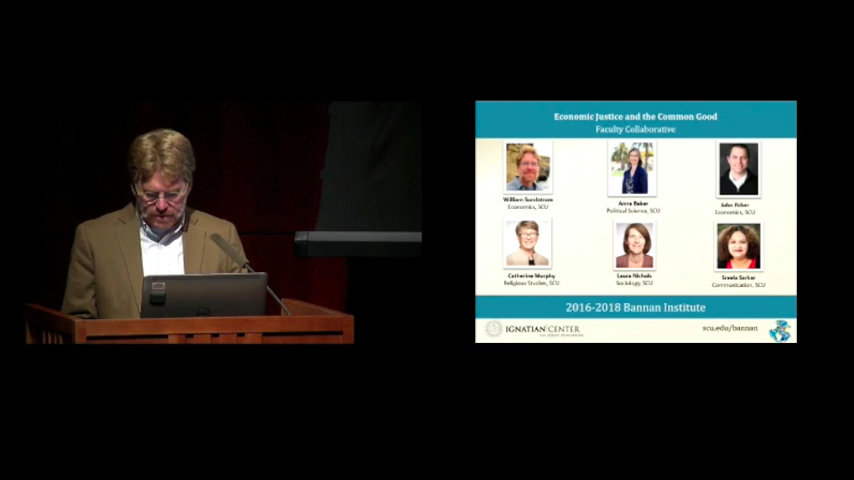 Economic Justice and the Common Good
Faculty Collaborative
William Sundstrom
Economics, SCU
Anne Baker
Political Science, SCU
John Ifcher
Economics, SCU
Catherine Murphy
Religious Studies, SCU
Laura Nichols
Sociology, SCU
Sreela Sarkar
Communication, SCU
2016-2018 Bannan Institute
IGNATIAN CENTER
scu.edu/bannan